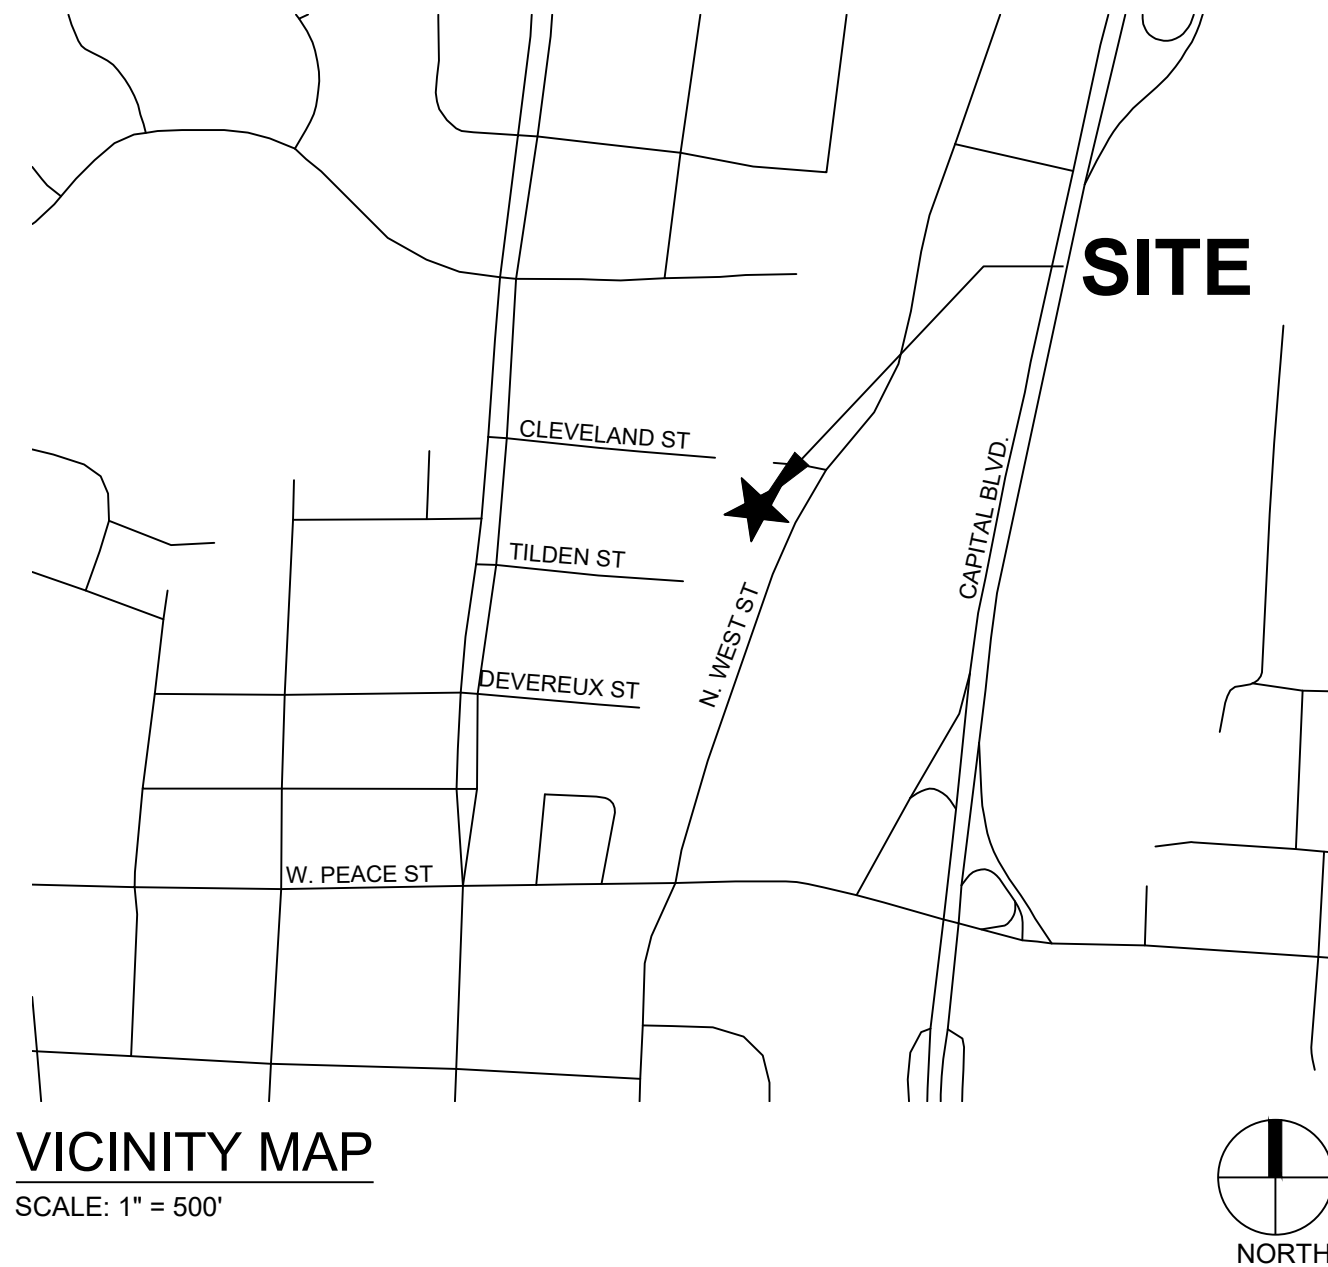 SITE
CLEVELAND ST
CAPITAL BLVD.
TILDEN ST
N. WEST ST
DEVEREUX ST
W. PEACE ST
VICINITY MAP
SCALE: 1" = 500'
NORTH